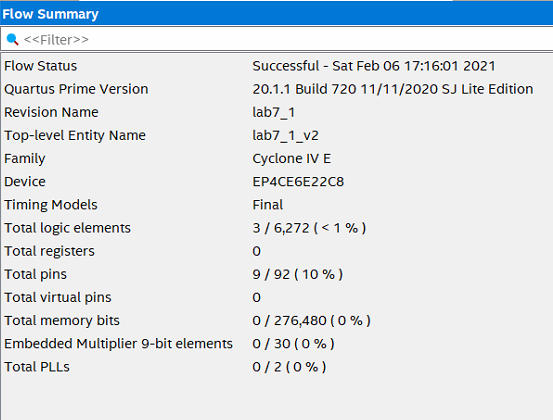 Flow Summary
<<Filter>>
Flow Status Successful - Sat Feb 06 17:16:01 2021
Quartus Prime Version 20.1.1 Build 720 11/11/2020 SJ Lite Edition
Revision Name lab7_1
Top-level Entity Name lab7_1_v2
Family Cyclone IV E
Device EP4CE6E22C8
Timing Models Final
Total logic elements 3 / 6,272 ( < 1 % )
Total registers 0
Total pins 9 / 92 ( 10 % )
Total virtual pins 0
Total memory bits 0 / 276,480 ( 0 % )
Embedded Multiplier 9-bit elements 0 / 30 ( 0 % )
Total PLLs 0 / 2 ( 0 % )